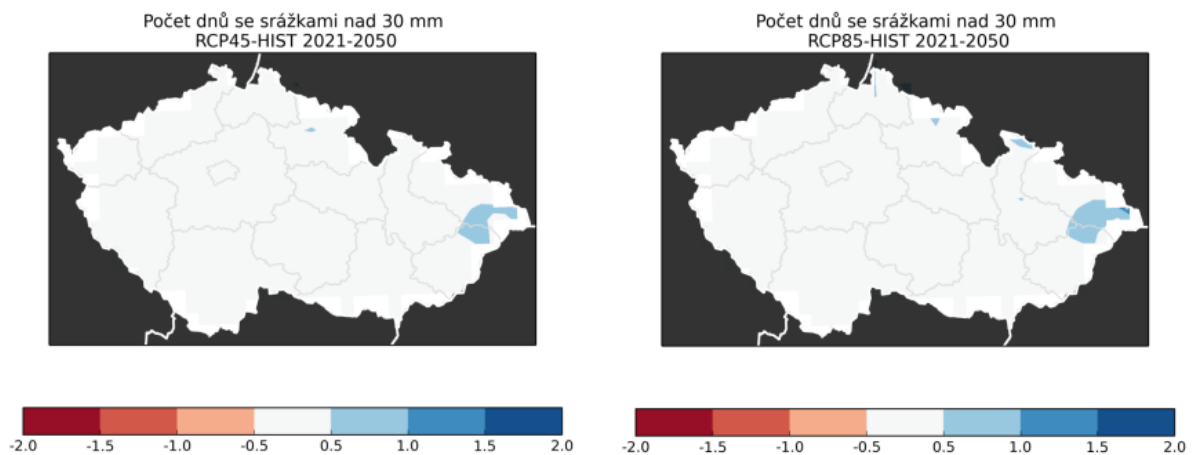 Počet dnů se srážkami nad 30 mm
RCP45-HIST 2021-2050
-2.0 -1.5 -1.0 -0.5 0.5 1.0 1.5 2.0
Počet dnů se srážkami nad 30 mm
RCP85-HIST 2021-2050
-2.0 -1.5 -1.0 -0.5 0.5 1.0 1.5 2.0